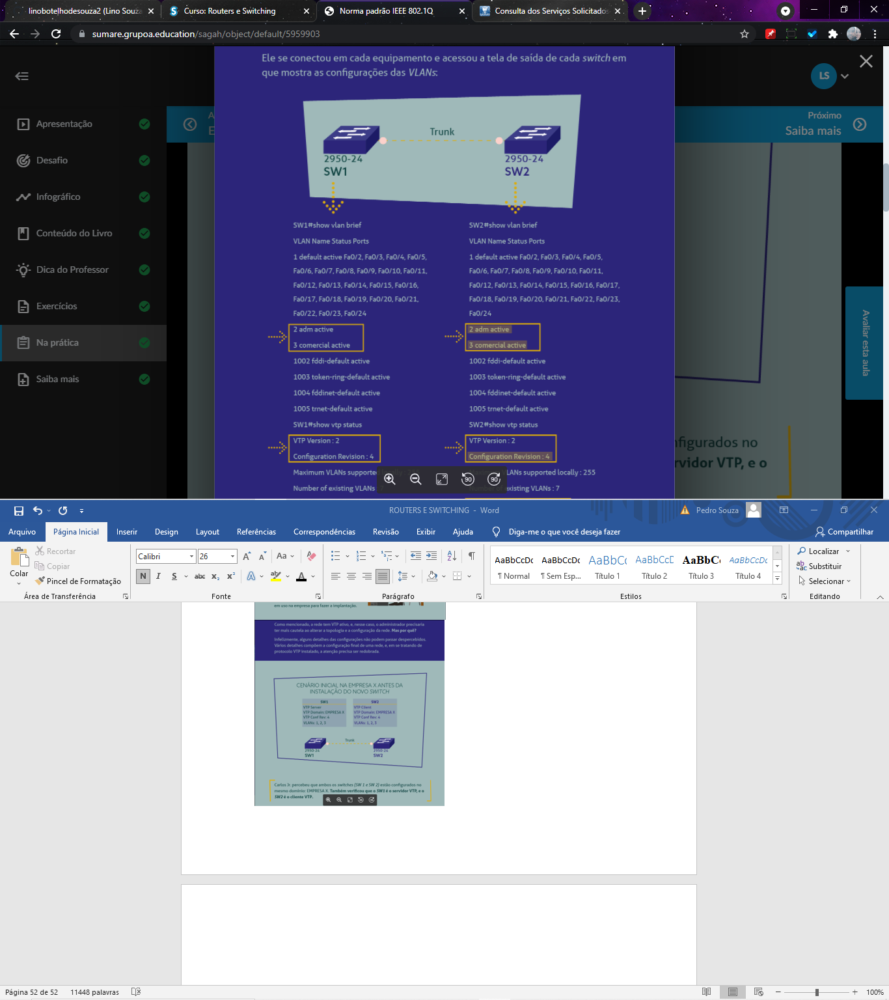 linobotelhodesouza2 (Lino Souza
Curso: Routers e Switching
Norma padrão IEEE 802.1Q
Consulta dos Serviços Solicitados
sumare.grupoa.education/sagah/object/default/5959903
Ele se conectou em cada equipamento e acessou a tela de saída de cada switch em
que mostra as configurações das VLANs:
LS
Apresentação
Desafio
Infográfico
Conteúdo do Livro
Dica do Professor
Exercícios
Na prática
Saiba mais
A
E
Próximo
Saiba mais
Avaliar esta aula
Trunk
2950-24
SW1
2950-24
SW2
SW1#show vlan brief
VLAN Name Status Ports
1 default active Fa0/2, Fa0/3, Fa0/4, Fa0/5,
Fa0/6, Fa0/7, Fa0/8, Fa0/9, Fa0/10, Fa0/11,
Fa0/12, Fa0/13, Fa0/14, Fa0/15, Fa0/16,
Fa0/17, Fa0/18, Fa0/19, Fa0/20, Fa0/21,
Fa0/22, Fa0/23, Fa0/24
2 adm active
3 comercial active
1002 fddi-default active
1003 token-ring-default active
1004 fddinet-default active
1005 trnet-default active
SW1#show vtp status
VTP Version : 2
Configuration Revision : 4
Maximum VLANs supported locally : 255
Number of existing VLANs : 7
SW2#show vlan brief
VLAN Name Status Ports
1 default active Fa0/2, Fa0/3, Fa0/4, Fa0/5,
Fa0/6, Fa0/7, Fa0/8, Fa0/9, Fa0/10, Fa0/11,
Fa0/12, Fa0/13, Fa0/14, Fa0/15, Fa0/16, Fa0/17,
Fa0/18, Fa0/19, Fa0/20, Fa0/21, Fa0/22, Fa0/23,
Fa0/24
2 adm active
3 comercial active
1002 fddi-default active
1003 token-ring-default active
1004 fddinet-default active
1005 trnet-default active
SW2#show vtp status
VTP Version : 2
Configuration Revision : 4
Maximum VLANs supported locally : 255
Number of existing VLANs : 7
nfigurados no
rvidor VTP, e o
90
90
ROUTERS E SWITCHING - Word
Pedro Souza
Arquivo
Página Inicial
Inserir
Design
Layout
Referências
Correspondências
Revisão
Exibir
Ajuda
Diga-me o que você deseja fazer
Compartilhar
Colar
Recortar
Copiar
Pincel de Formatação
Área de Transferência
Calibri
26
Aa
N I S abc x₂ x²
Fonte
Parágrafo
AaBbCcDc
AaBbCcDc
AaBbCc
AaBbCcD
AaBbCc
AaBbCcDc
¶ Normal
¶ Sem Esp...
Título 1
Título 2
Título 3
Título 4
Estilos
Localizar
Substituir
Selecionar
Editando
em uso na empresa para fazer a implantação.
Como mencionado, a rede tem VTP ativo, e, nesse caso, o administrador precisaria
ter mais cautela ao alterar a topologia e a configuração da rede. Mas por quê?
Infelizmente, alguns detalhes das configurações não podem passar despercebidos.
Vários detalhes compõem a configuração final de uma rede, e, em se tratando de
protocolo VTP instalado, a atenção precisa ser redobrada.
CENÁRIO INICIAL NA EMPRESA X ANTES DA
INSTALAÇÃO DO NOVO SWITCH
SW1
VTP Server
VTP Domain: EMPRESA X
VTP Conf Rev: 4
VLANs: 1, 2, 3
SW2
VTP Client
VTP Domain: EMPRESA X
VTP Conf Rev: 4
VLANs: 1, 2, 3
Trunk
2950-24
SW1
2950-24
SW2
Carlos Jr. percebeu que ambos os switches (SW 1 e SW 2) estão configurados no
mesmo domínio: EMPRESA X. Também verificou que o SW1 é o servidor VTP, e o
SW2 é o cliente VTP.
Página 52 de 52
11448 palavras
100%